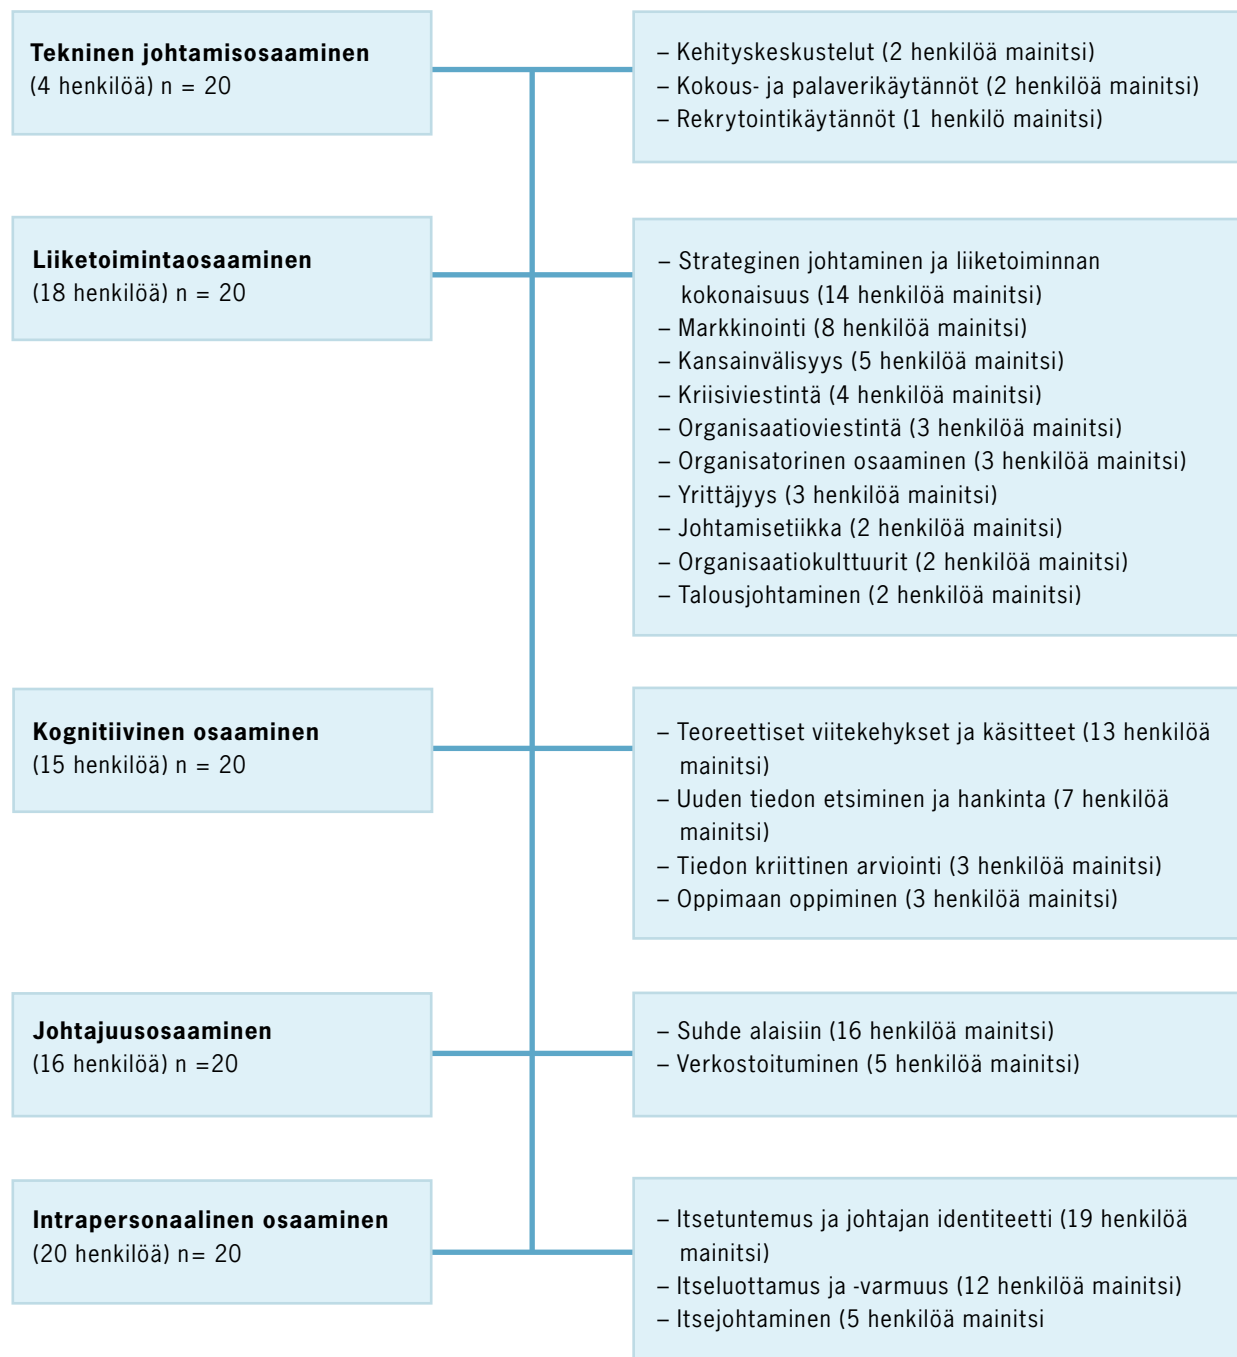 Tekninen johtamisosaaminen
(4 henkilöä) n = 20
– Kehityskeskustelut (2 henkilöä mainitsi)
– Kokous- ja palaverikäytännöt (2 henkilöä mainitsi)
– Rekrytointikäytännöt (1 henkilö mainitsi)
Liiketoimintaosaaminen
(18 henkilöä) n = 20
– Strateginen johtaminen ja liiketoiminnan
kokonaisuus (14 henkilöä mainitsi)
– Markkinointi (8 henkilöä mainitsi)
– Kansainvälisyys (5 henkilöä mainitsi)
– Kriisiviestintä (4 henkilöä mainitsi)
– Organisaatioviestintä (3 henkilöä mainitsi)
– Organisatorinen osaaminen (3 henkilöä mainitsi)
– Yrittäjyys (3 henkilöä mainitsi)
– Johtamisetiikka (2 henkilöä mainitsi)
– Organisaatiokulttuurit (2 henkilöä mainitsi)
– Talousjohtaminen (2 henkilöä mainitsi)
Kognitiivinen osaaminen
(15 henkilöä) n = 20
– Teoreettiset viitekehykset ja käsitteet (13 henkilöä
mainitsi)
– Uuden tiedon etsiminen ja hankinta (7 henkilöä
mainitsi)
– Tiedon kriittinen arviointi (3 henkilöä mainitsi)
– Oppimaan oppiminen (3 henkilöä mainitsi)
Johtajuusosaaminen
(16 henkilöä) n =20
– Suhde alaisiin (16 henkilöä mainitsi)
– Verkostoituminen (5 henkilöä mainitsi)
Intrapersonaalinen osaaminen
(20 henkilöä) n= 20
– Itsetuntemus ja johtajan identiteetti (19 henkilöä
mainitsi)
– Itseluottamus ja -varmuus (12 henkilöä mainitsi)
– Itsejohtaminen (5 henkilöä mainitsi